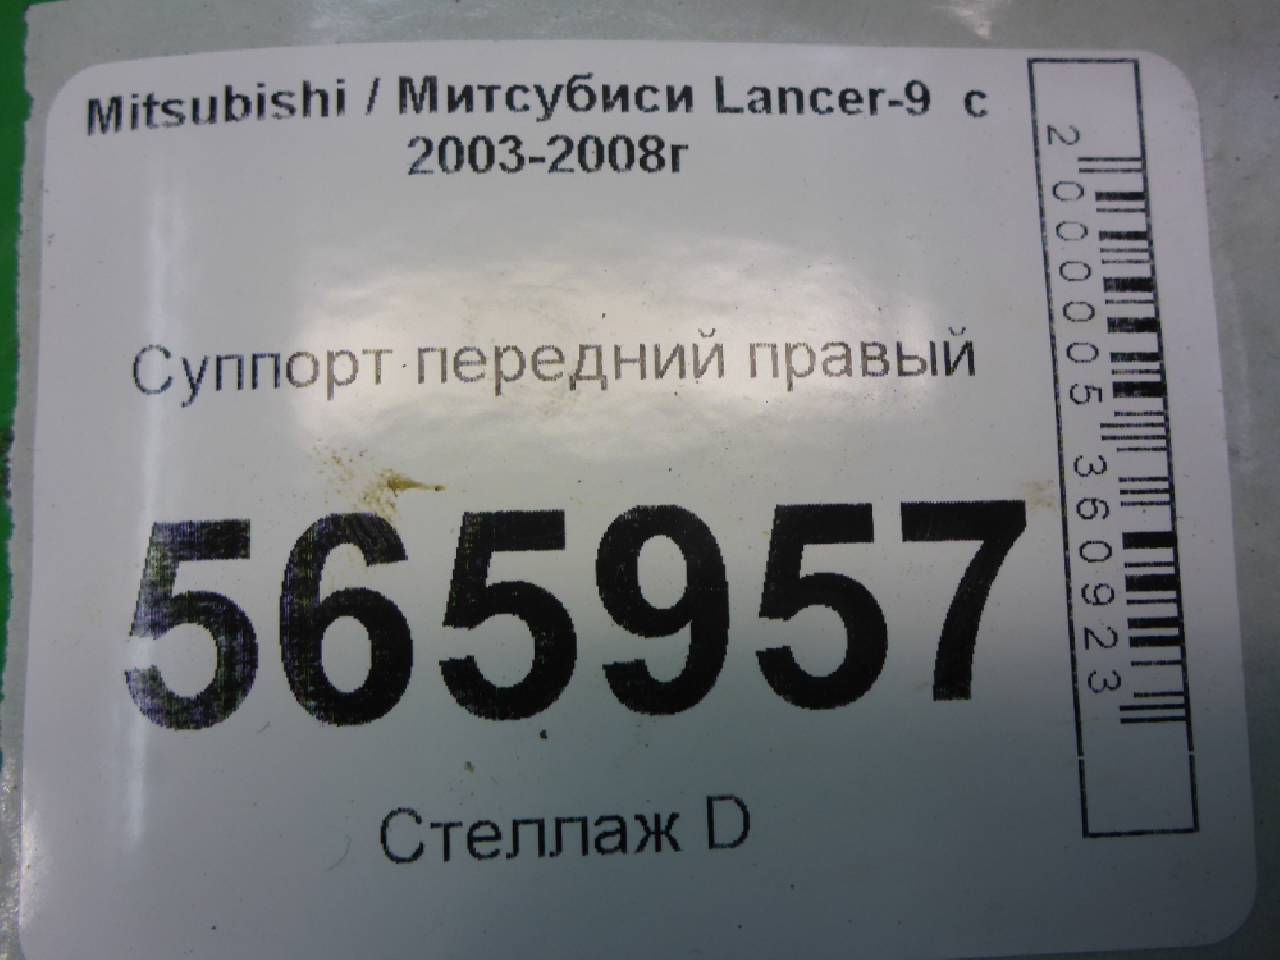 Mitsubishi / Митсубиси Lancer-9 с
2003-2008г
Суппорт передний правый
565957
Стеллаж D
2000005360923